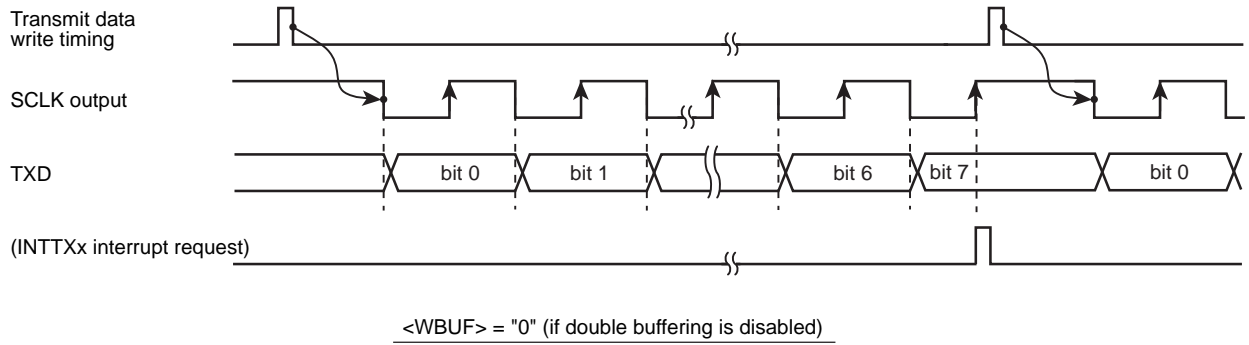 Transmit data
write timing
SCLK output
TXD
bit 0
bit 1
bit 6
bit 7
bit 0
(INTTXx interrupt request)
<WBUF> = "0" (if double buffering is disabled)